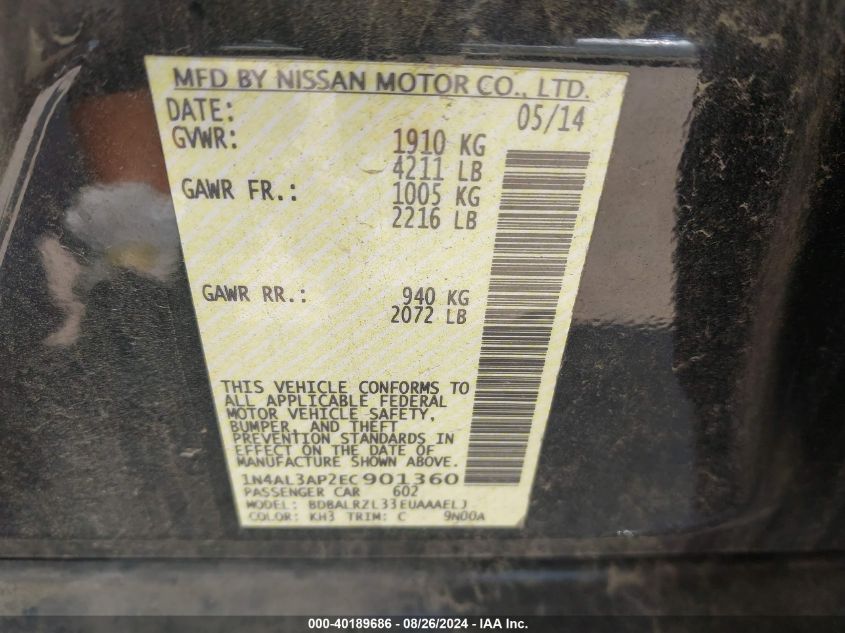 MFD BY NISSAN MOTOR CO., LTD.
DATE: 05/14
GVWR: 1910 KG
4211 LB
GAWR FR.: 1005 KG
2216 LB
GAWR RR.: 940 KG
2072 LB
THIS VEHICLE CONFORMS TO
ALL APPLICABLE FEDERAL
MOTOR VEHICLE SAFETY,
BUMPER, AND THEFT
PREVENTION STANDARDS IN
EFFECT ON THE DATE OF
MANUFACTURE SHOWN ABOVE.
1N4AL3AP2EC901360
PASSENGER CAR 602
MODEL: BDBALRZL33EUAAAELJ
COLOR: KH3 TRIM: C 9N00A
000-40189686 - 08/26/2024 - IAA Inc.